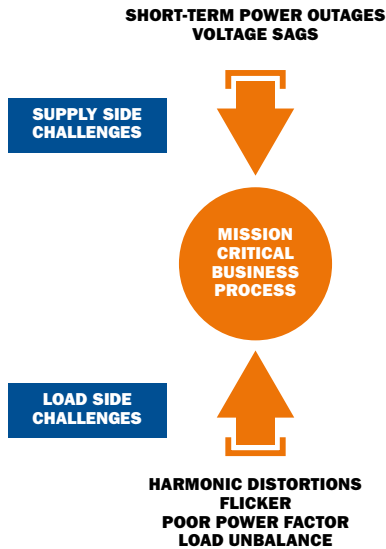 SHORT-TERM POWER OUTAGES
VOLTAGE SAGS
SUPPLY SIDE
CHALLENGES
MISSION
CRITICAL
BUSINESS
PROCESS
LOAD SIDE
CHALLENGES
HARMONIC DISTORTIONS
FLICKER
POOR POWER FACTOR
LOAD UNBALANCE